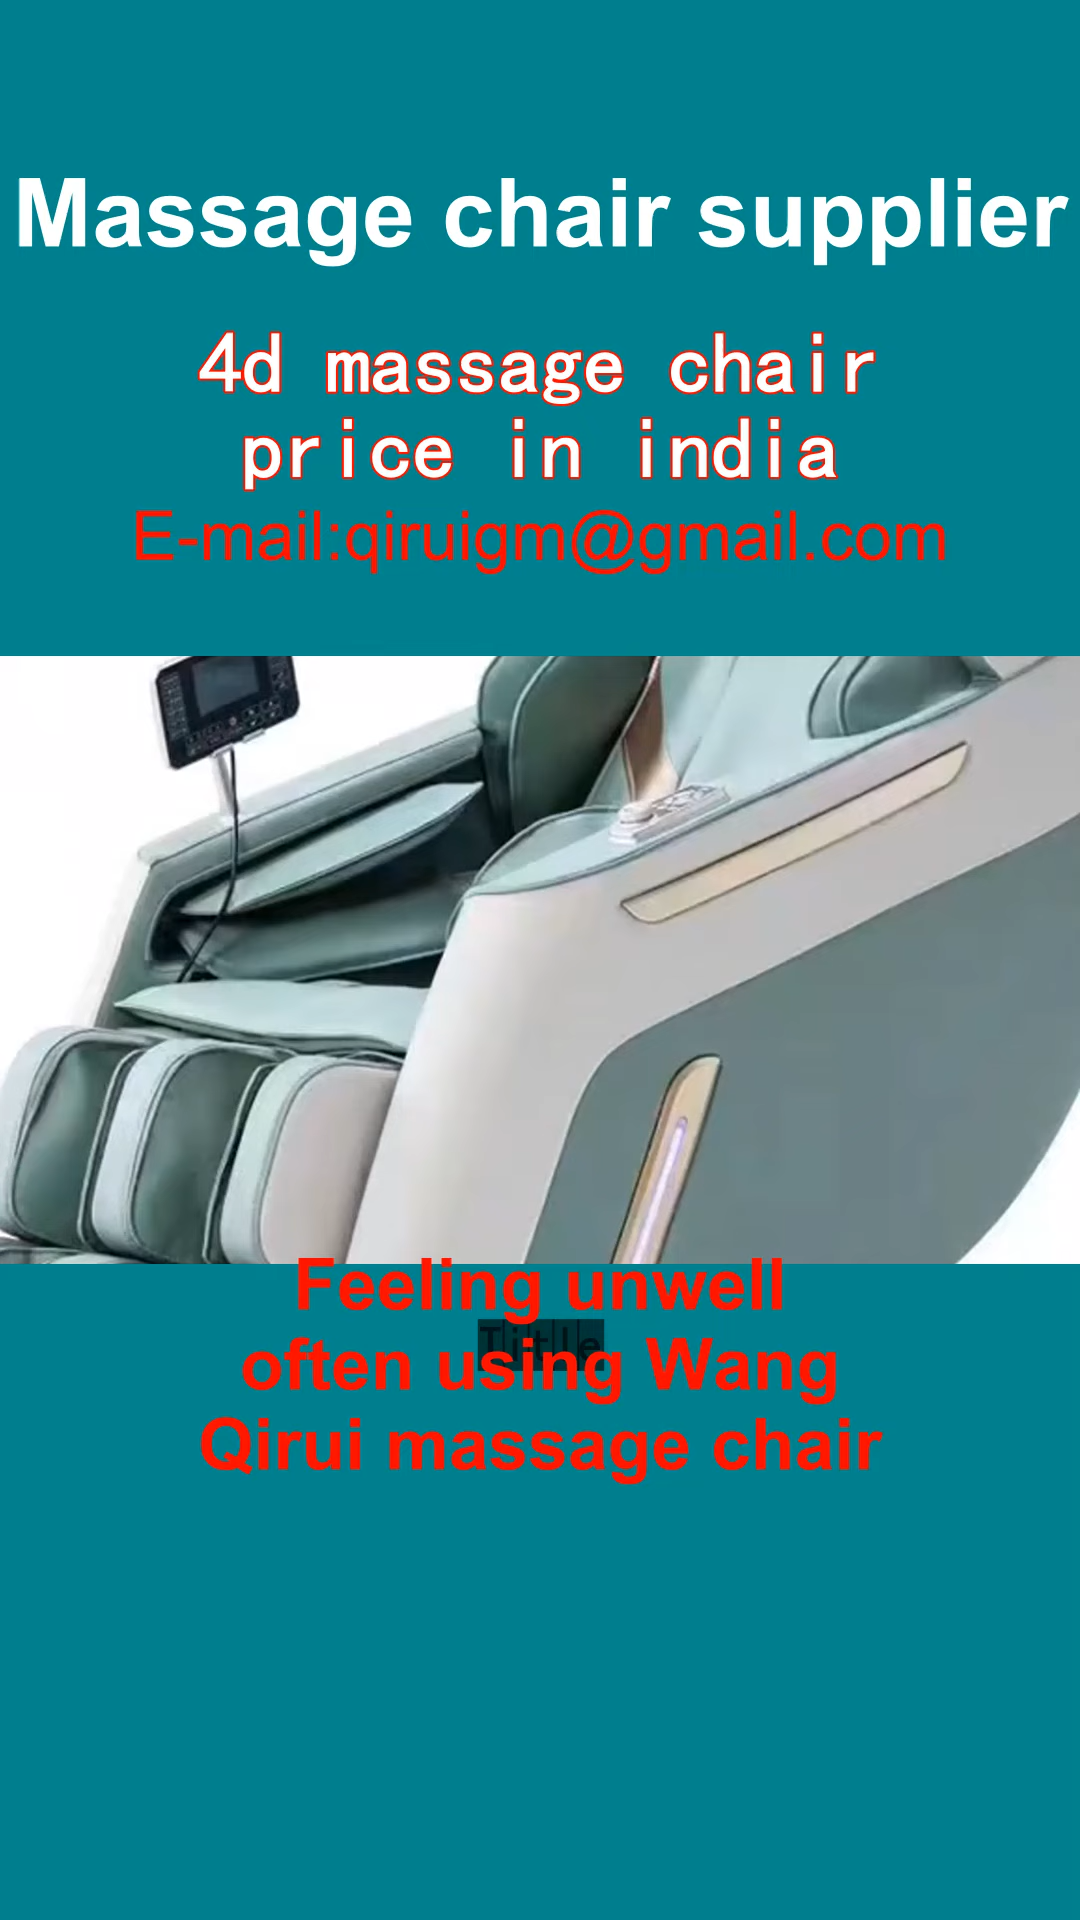 Massage chair supplier
4d massage chair
price in india
E-mail:qiruigm@gmail.com
Feeling unwell
Title
often using Wang
Qirui massage chair